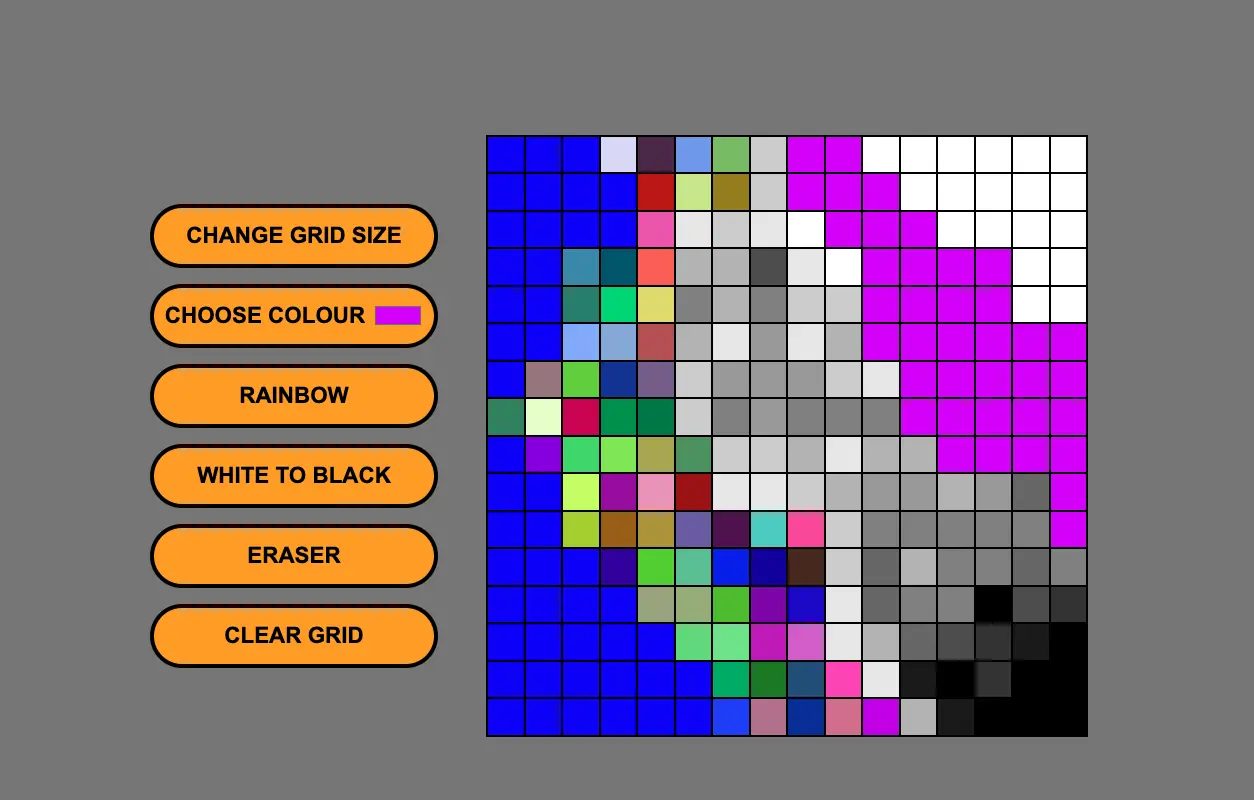 CHANGE GRID SIZE
CHOOSE COLOUR
RAINBOW
WHITE TO BLACK
ERASER
CLEAR GRID